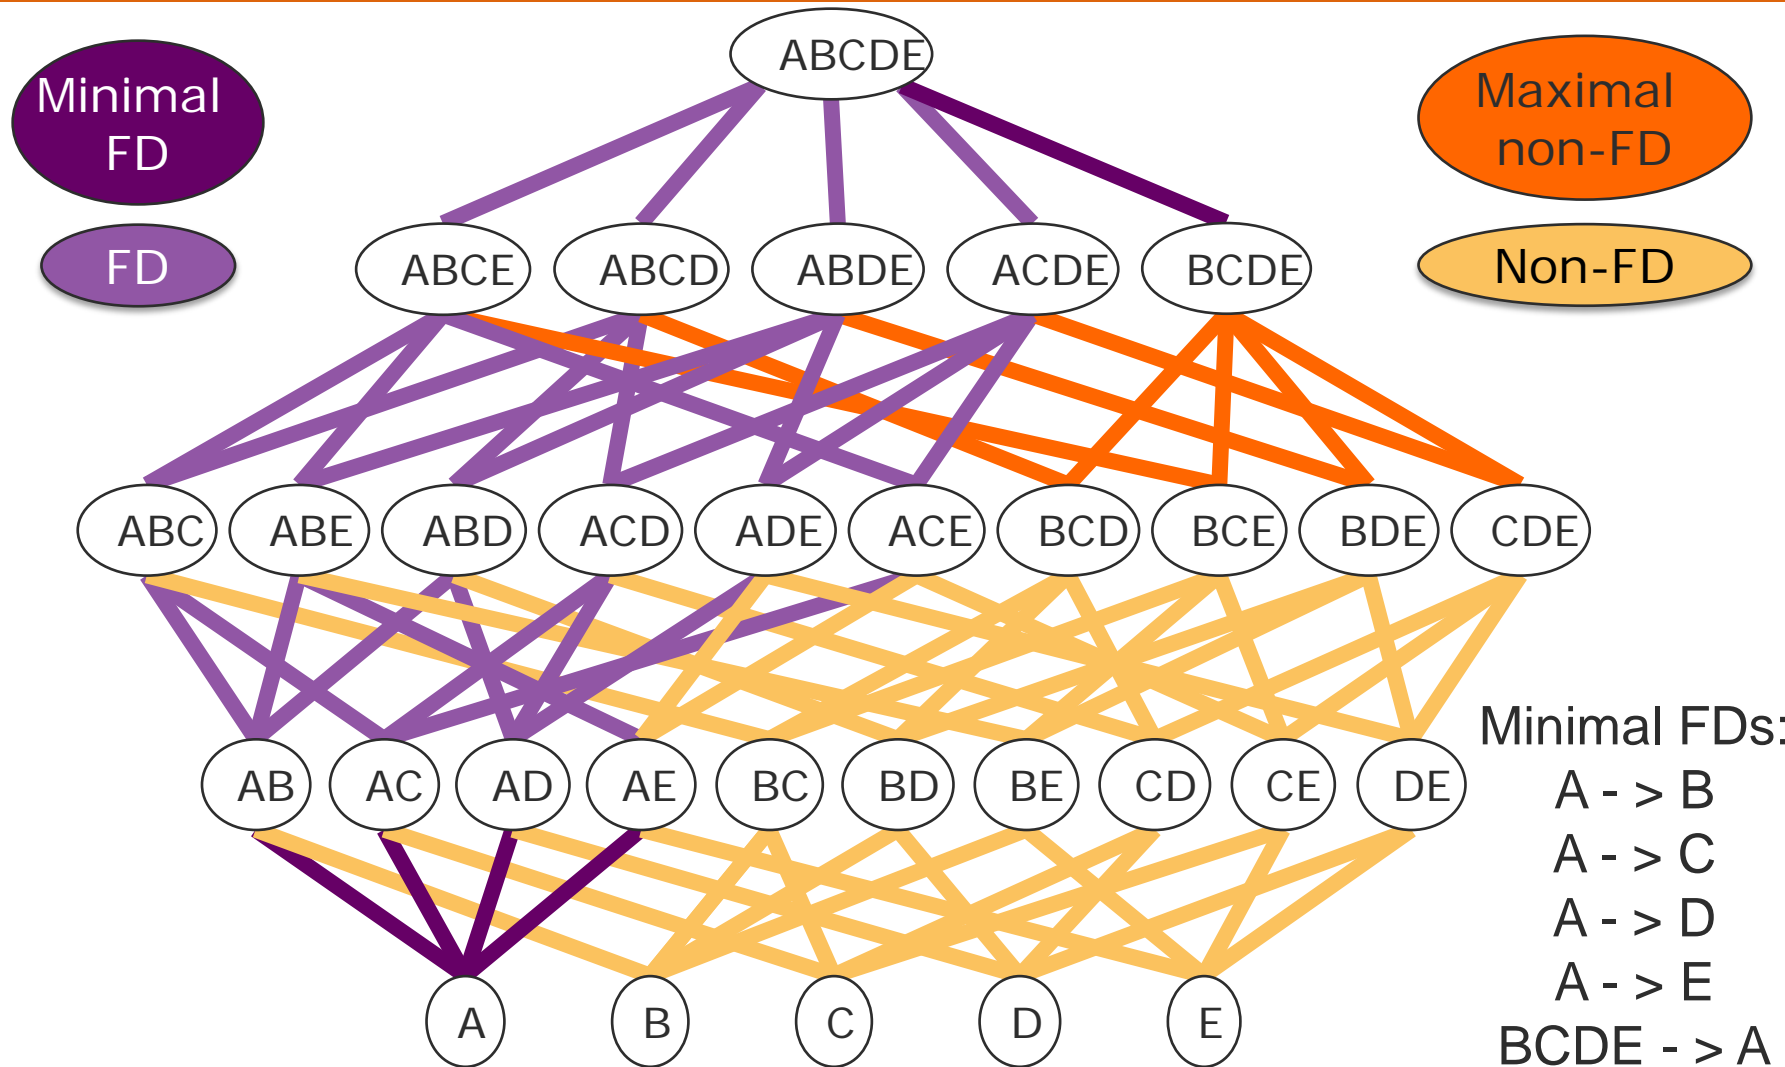 ABCDE
Minimal
FD
Maximal
non-FD
FD
Non-FD
ABCE ABCD ABDE ACDE BCDE
ABC ABE ABD ACD ADE ACE BCD BCE BDE CDE
AB AC AD AE BC BD BE CD CE DE
A B C D E
Minimal FDs:
A - > B
A - > C
A - > D
A - > E
BCDE - > A